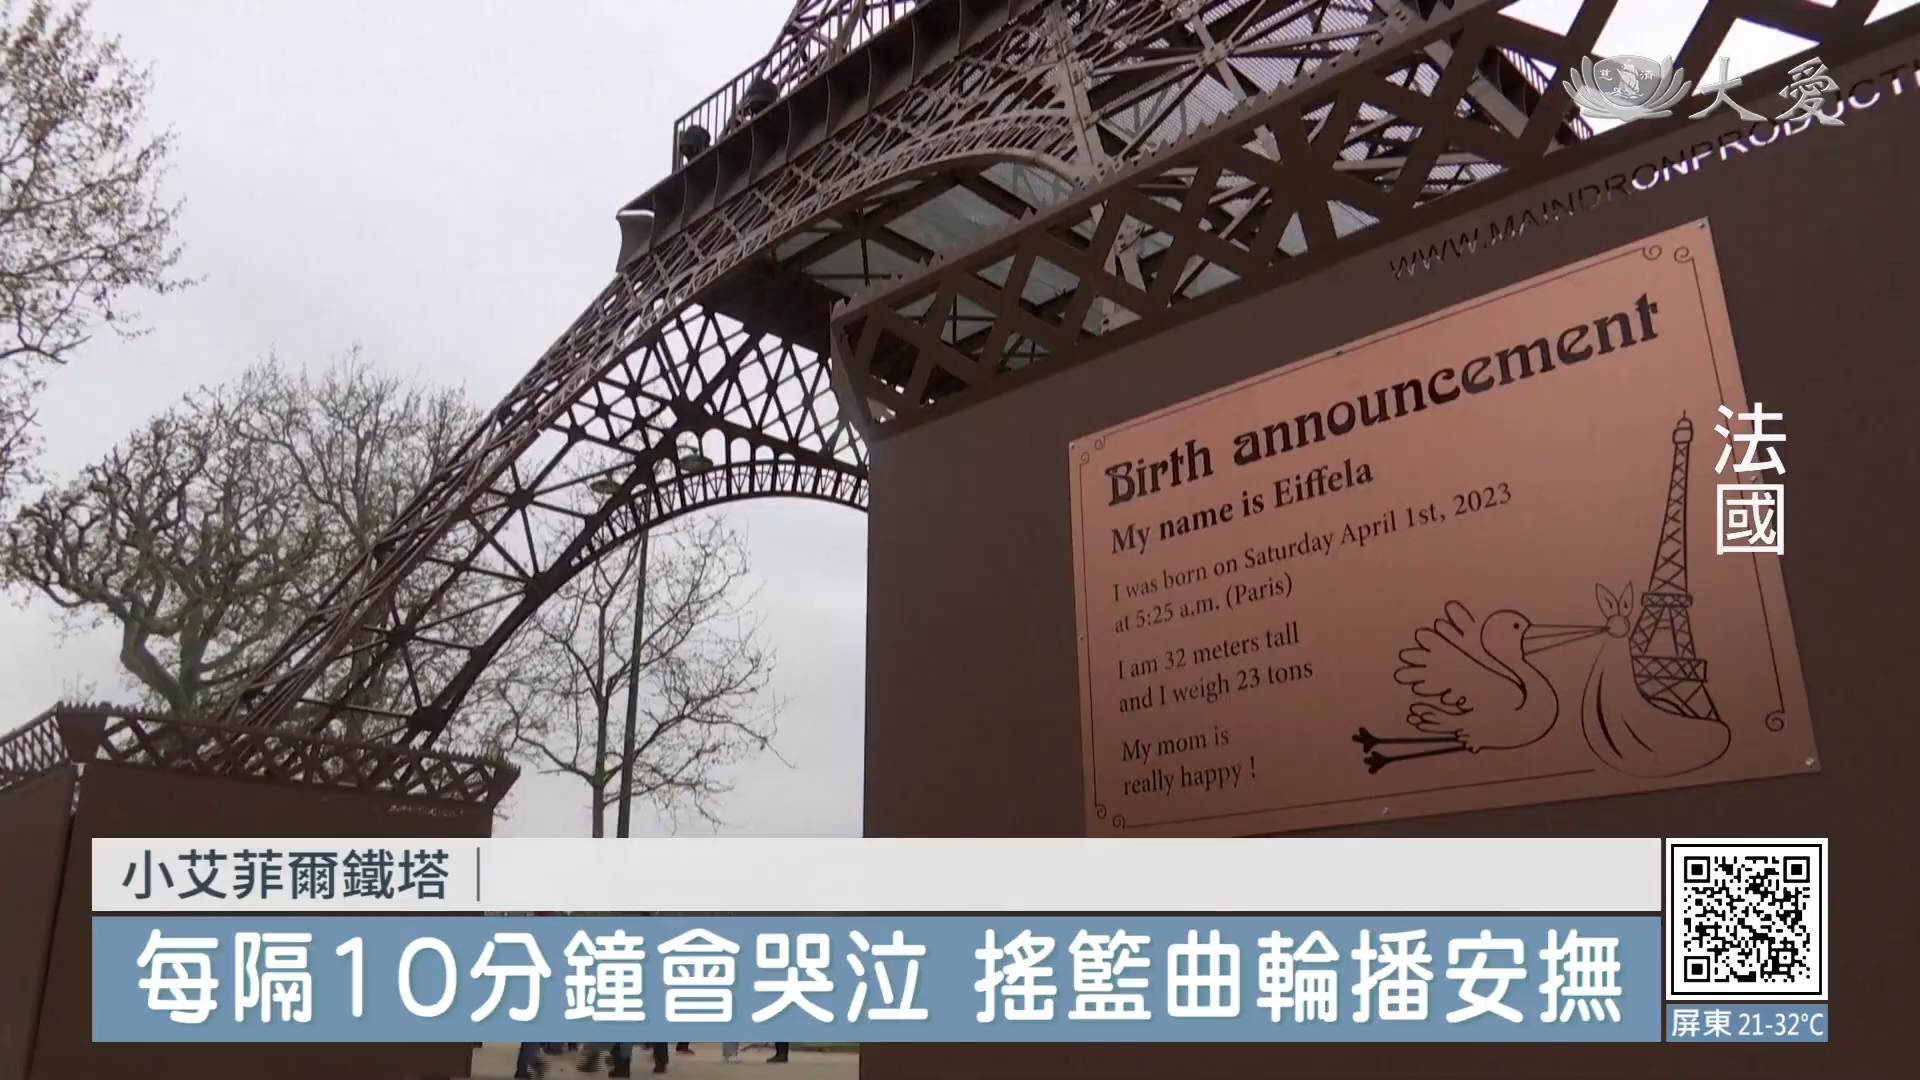 慈濟
大愛
WWW.MAINDRONPRODUCTI
Birth announcement
My name is Eiffela
I was born on Saturday April 1st, 2023
at 5:25 a.m. (Paris)
I am 32 meters tall
and I weigh 23 tons
My mom is
really happy !
法國
小艾菲爾鐵塔
每隔10分鐘會哭泣 搖籃曲輪播安撫
屏東 21-32°C